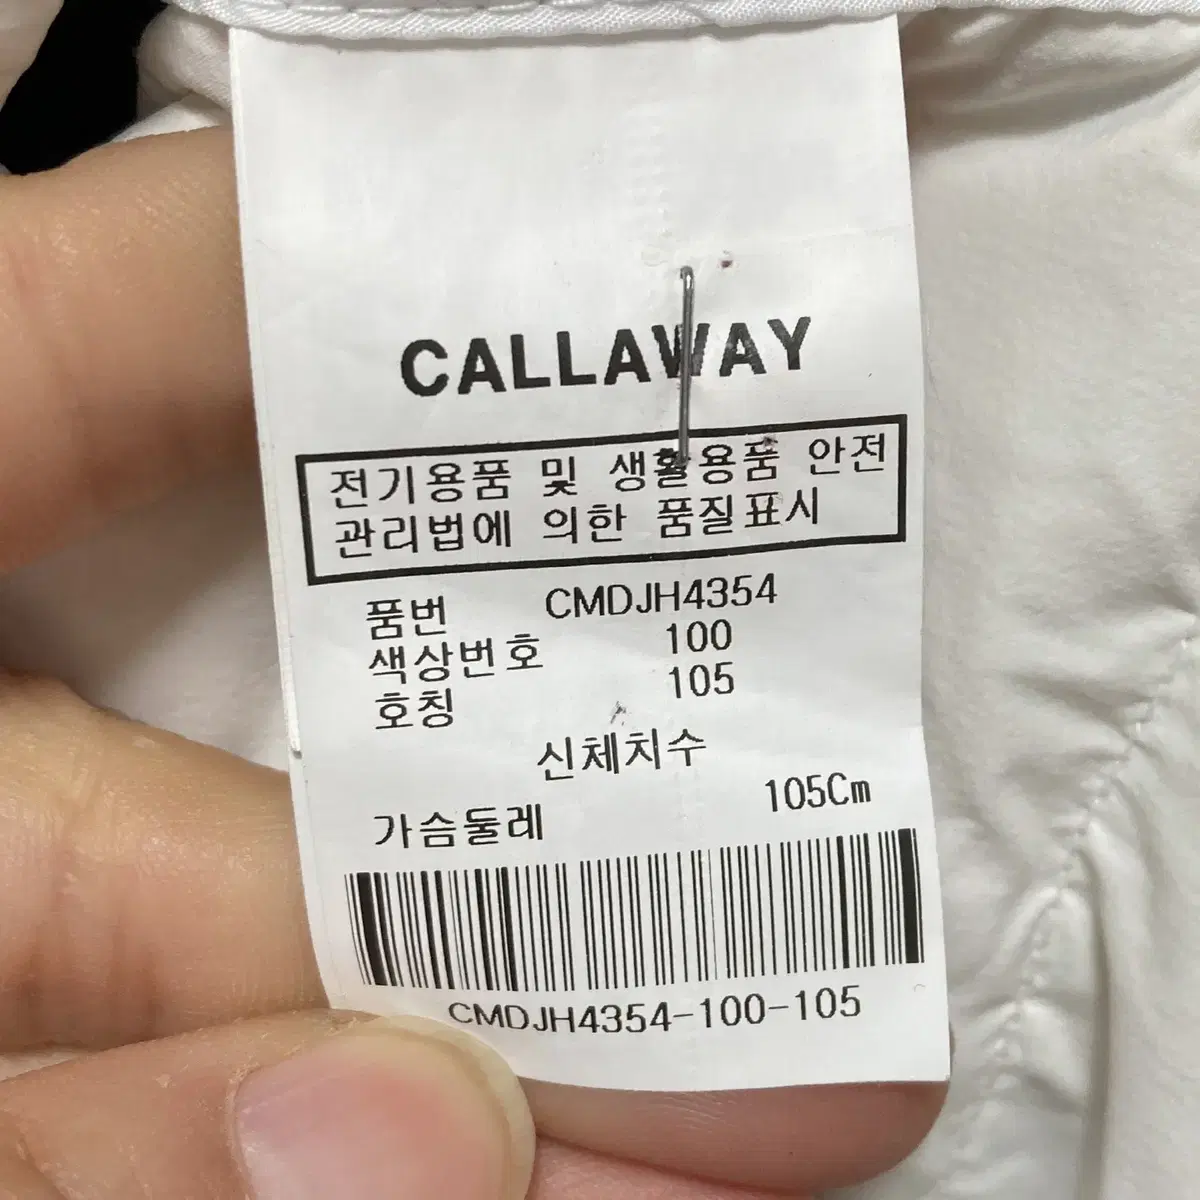 CALLAWAY
전기용품 및 생활용품 안전
관리법에 의한 품질표시
품번 CMDJH4354
색상번호 100
호칭 105
신체치수
가슴둘레 105Cm
CMDJH4354-100-105